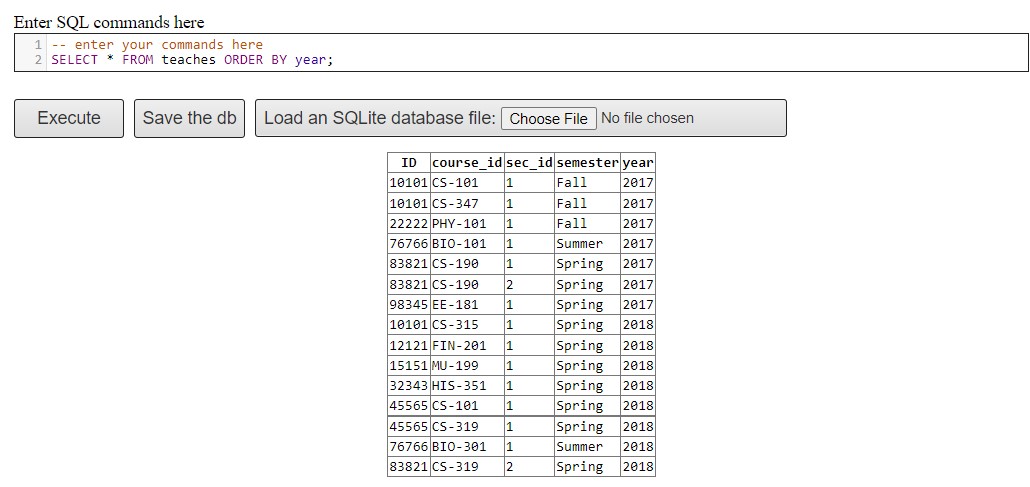 Enter SQL commands here
1 -- enter your commands here
2 SELECT * FROM teaches ORDER BY year;
Execute Save the db Load an SQLite database file: Choose File No file chosen
ID course_id sec_id semester year
10101 CS-101 1 Fall 2017
10101 CS-347 1 Fall 2017
22222 PHY-101 1 Fall 2017
76766 BIO-101 1 Summer 2017
83821 CS-190 1 Spring 2017
83821 CS-190 2 Spring 2017
98345 EE-181 1 Spring 2017
10101 CS-315 1 Spring 2018
12121 FIN-201 1 Spring 2018
15151 MU-199 1 Spring 2018
32343 HIS-351 1 Spring 2018
45565 CS-101 1 Spring 2018
45565 CS-319 1 Spring 2018
76766 BIO-301 1 Summer 2018
83821 CS-319 2 Spring 2018